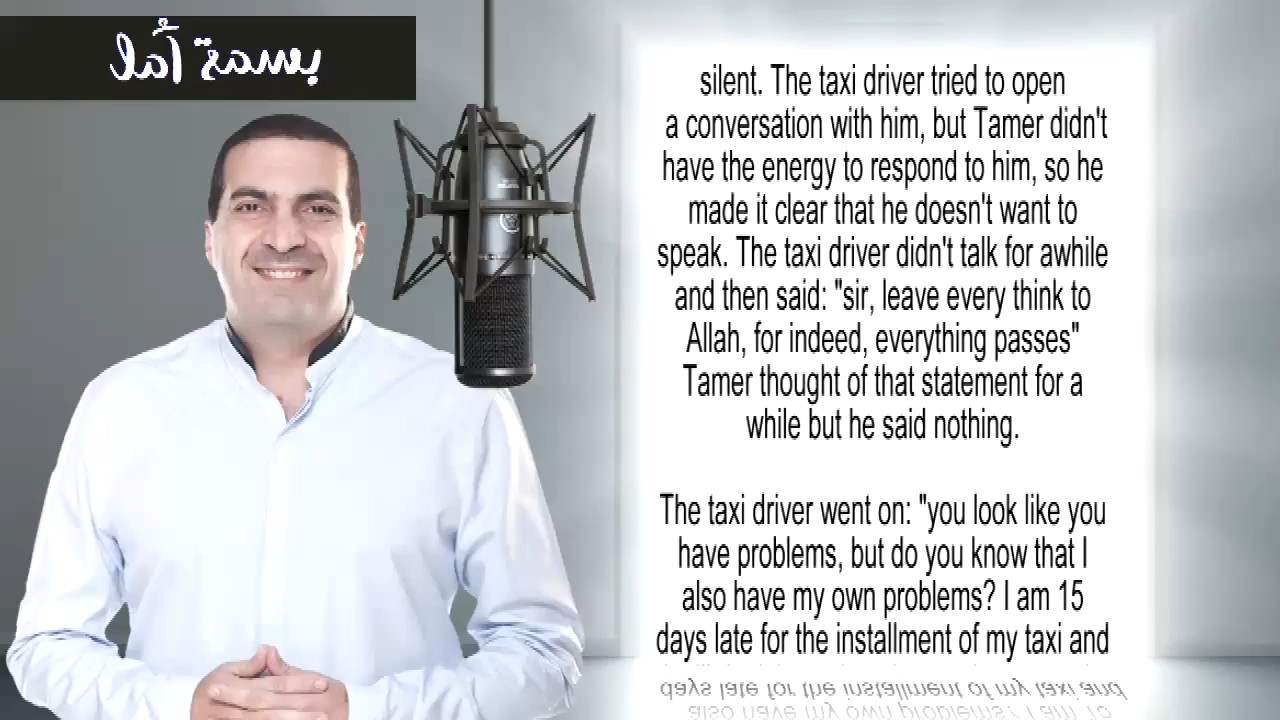 بسمة أمل
silent. The taxi driver tried to open
a conversation with him, but Tamer didn't
have the energy to respond to him, so he
made it clear that he doesn't want to
speak. The taxi driver didn't talk for awhile
and then said: "sir, leave every think to
Allah, for indeed, everything passes"
Tamer thought of that statement for a
while but he said nothing.
The taxi driver went on: "you look like you
have problems, but do you know that I
also have my own problems? I am 15
days late for the installment of my taxi and